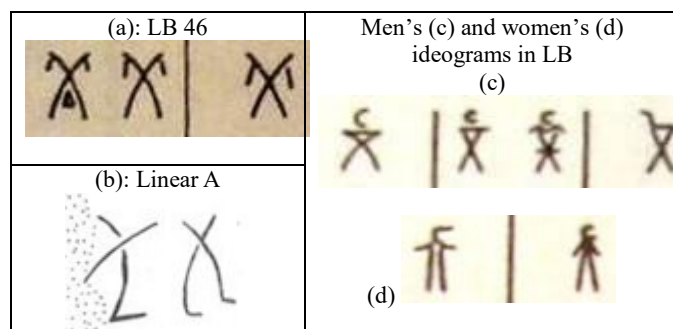 (a): LB 46
(b): Linear A
Men’s (c) and women’s (d)
ideograms in LB
(c)
(d)